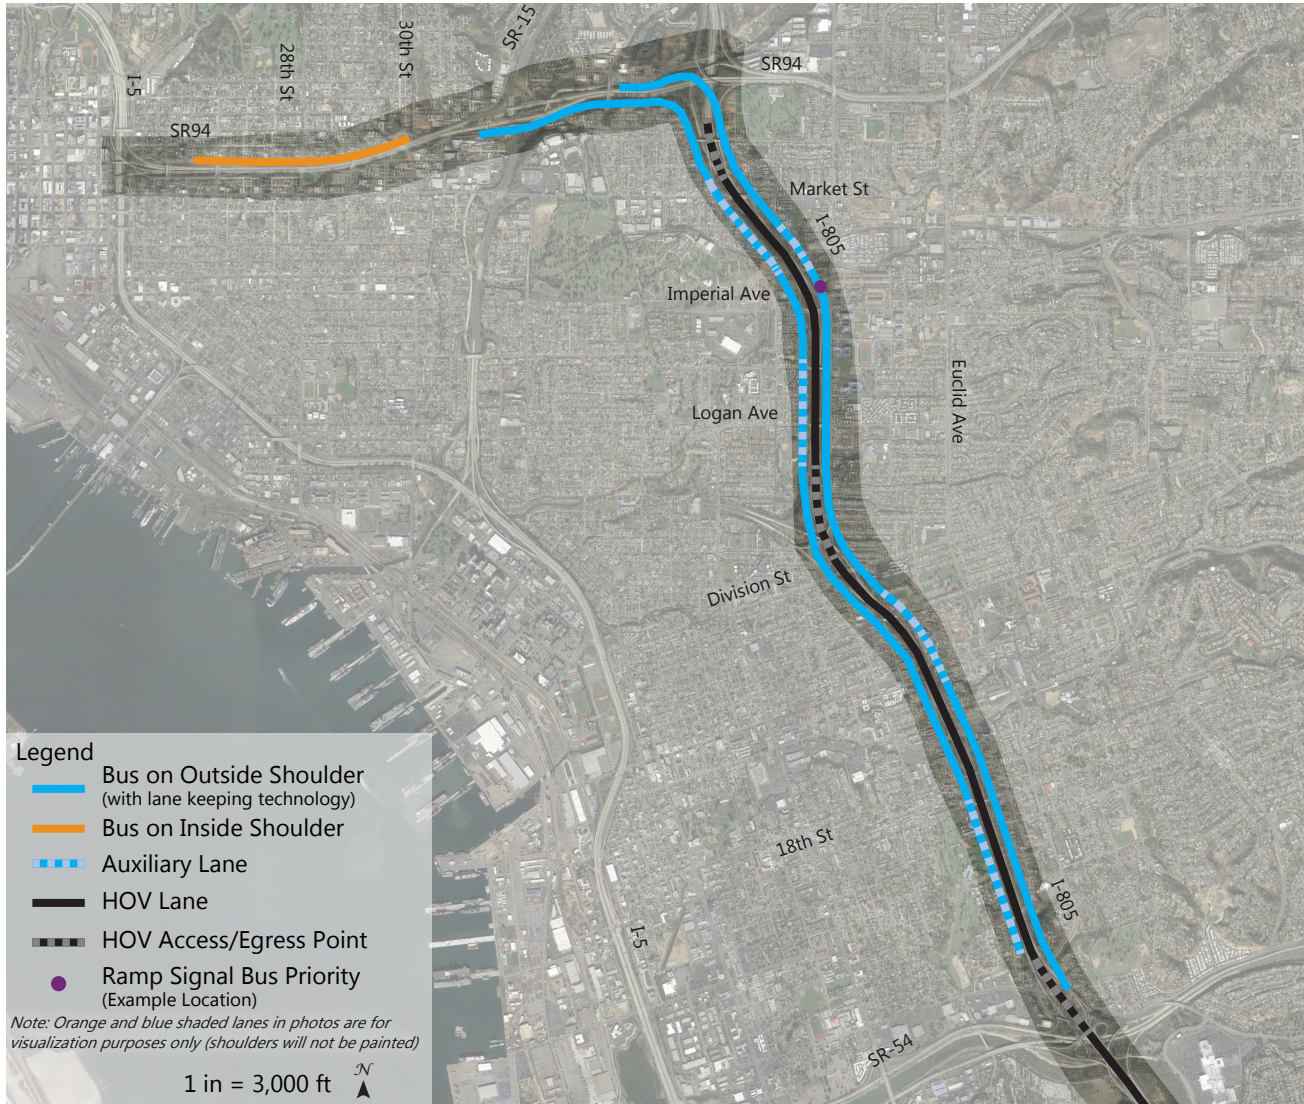 SR-15
30th St
28th St
I-5
SR94
SR94
Market St
I-805
Imperial Ave
Euclid Ave
Logan Ave
Division St
18th St
I-805
I-5
SR-54
Legend
Bus on Outside Shoulder
(with lane keeping technology)
Bus on Inside Shoulder
Auxiliary Lane
HOV Lane
HOV Access/Egress Point
Ramp Signal Bus Priority
(Example Location)
Note: Orange and blue shaded lanes in photos are for
visualization purposes only (shoulders will not be painted)
1 in = 3,000 ft
N